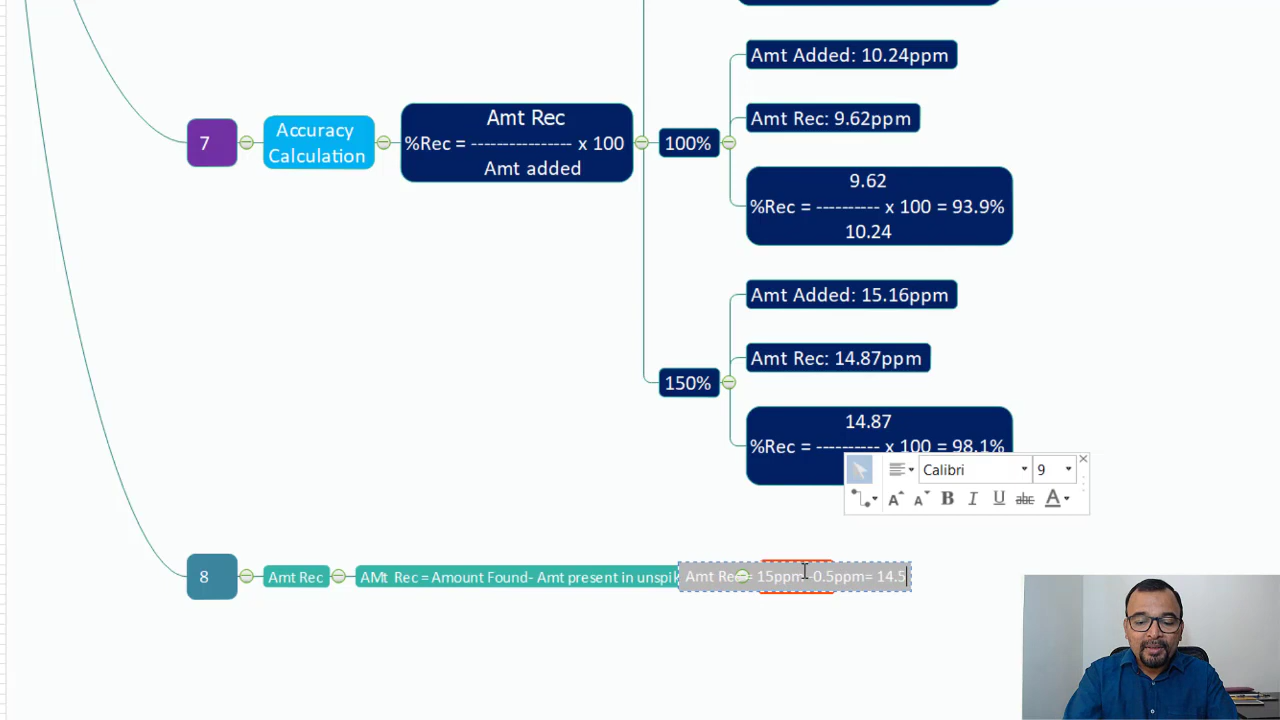 Amt Added: 10.24ppm
Amt Rec: 9.62ppm
7
Accuracy
Calculation
Amt Rec
%Rec = ---------------- x 100
Amt added
100%
9.62
%Rec = ---------- x 100 = 93.9%
10.24
Amt Added: 15.16ppm
Amt Rec: 14.87ppm
150%
14.87
%Rec = ---------- x 100 = 98.1%
Calibri
9
B I U abc A
8
Amt Rec
AMt Rec = Amount Found- Amt present in
Amt Rec = 15ppm -0.5ppm= 14.5